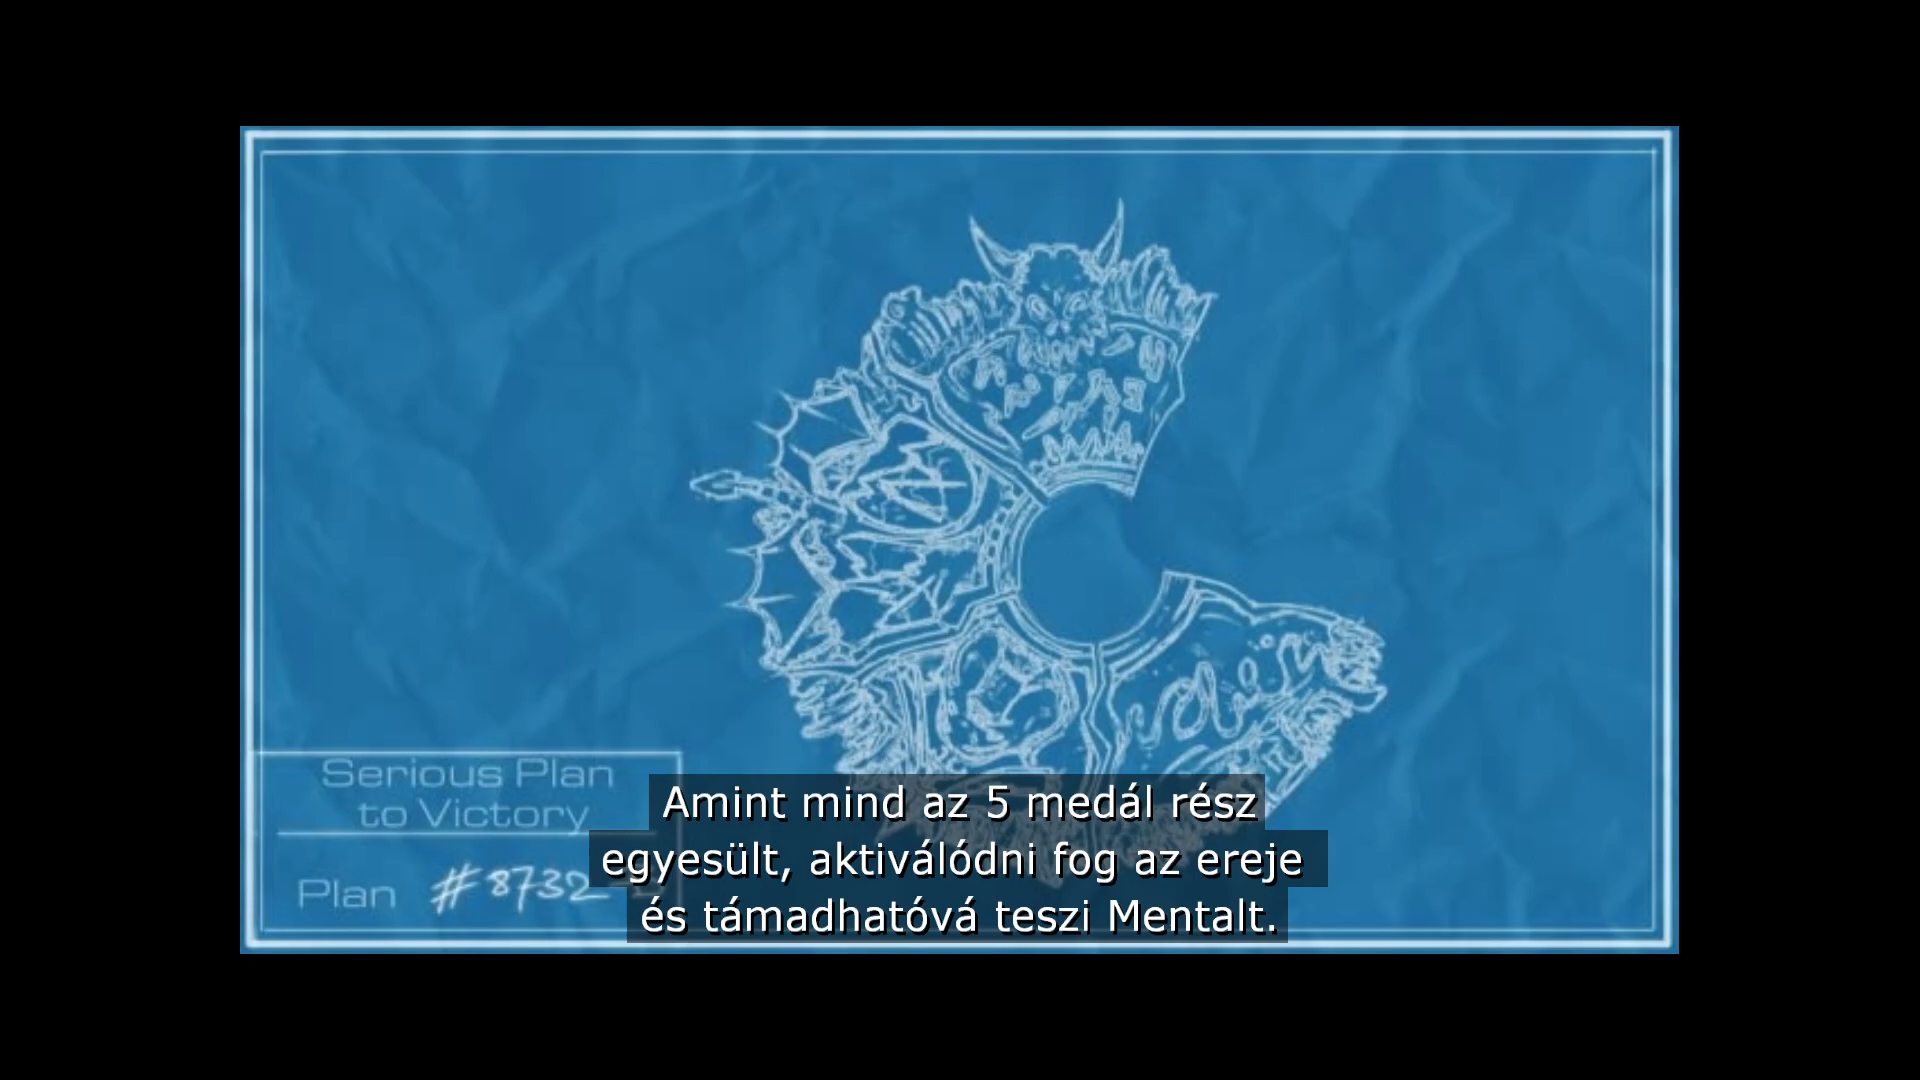 Serious Plan
to Victory
Plan #8732
Amint mind az 5 medál rész
egyesült, aktiválódni fog az ereje
és támadhatóvá teszi Mentalt.